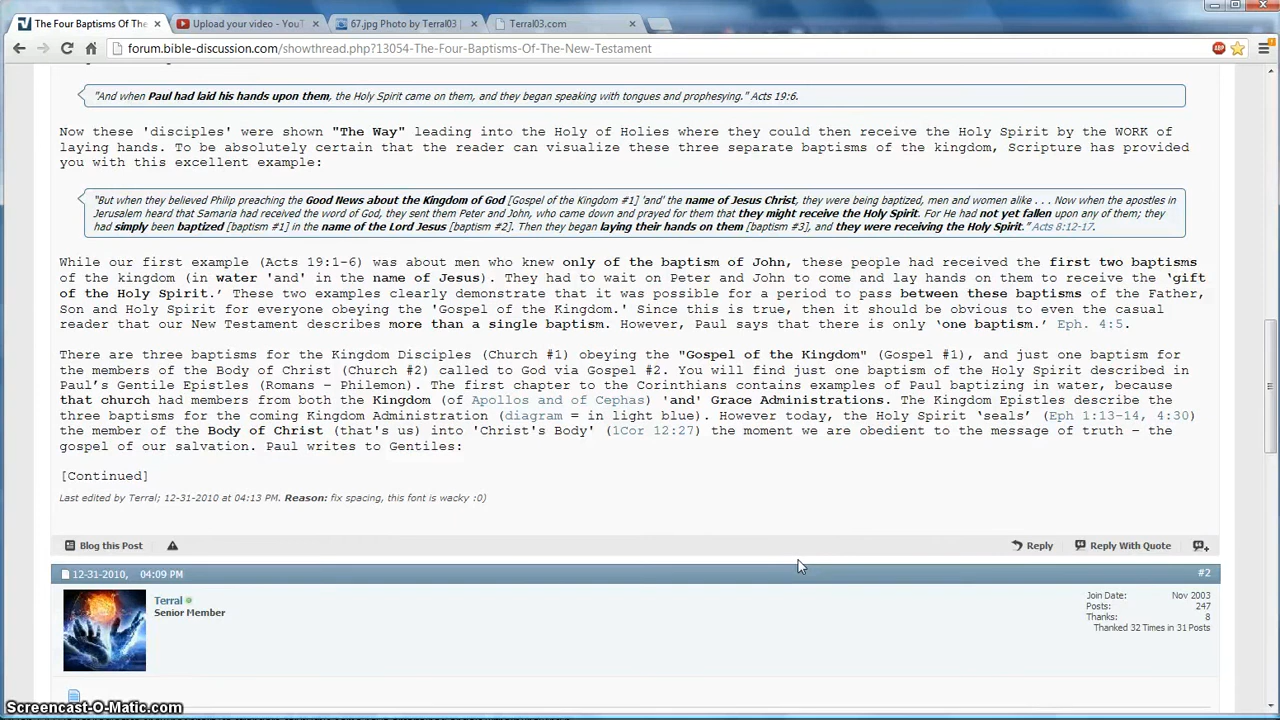 The Four Baptisms Of The
Upload your video - YouT
67.jpg Photo by Terral03 |
Terral03.com
forum.bible-discussion.com/showthread.php?13054-The-Four-Baptisms-Of-The-New-Testament
ABP
"And when Paul had laid his hands upon them, the Holy Spirit came on them, and they began speaking with tongues and prophesying." Acts 19:6.
Now these 'disciples' were shown "The Way" leading into the Holy of Holies where they could then receive the Holy Spirit by the WORK of
laying hands. To be absolutely certain that the reader can visualize these three separate baptisms of the kingdom, Scripture has provided
you with this excellent example:
"But when they believed Philip preaching the Good News about the Kingdom of God [Gospel of the Kingdom #1] 'and' the name of Jesus Christ, they were being baptized, men and women alike . . . Now when the apostles in
Jerusalem heard that Samaria had received the word of God, they sent them Peter and John, who came down and prayed for them that they might receive the Holy Spirit. For He had not yet fallen upon any of them; they
had simply been baptized [baptism #1] in the name of the Lord Jesus [baptism #2]. Then they began laying their hands on them [baptism #3], and they were receiving the Holy Spirit." Acts 8:12-17.
While our first example (Acts 19:1-6) was about men who knew only of the baptism of John, these people had received the first two baptisms
of the kingdom (in water 'and' in the name of Jesus). They had to wait on Peter and John to come and lay hands on them to receive the ‘gift
of the Holy Spirit.’ These two examples clearly demonstrate that it was possible for a period to pass between these baptisms of the Father,
Son and Holy Spirit for everyone obeying the 'Gospel of the Kingdom.' Since this is true, then it should be obvious to even the casual
reader that our New Testament describes more than a single baptism. However, Paul says that there is only ‘one baptism.’ Eph. 4:5.
There are three baptisms for the Kingdom Disciples (Church #1) obeying the "Gospel of the Kingdom" (Gospel #1), and just one baptism for
the members of the Body of Christ (Church #2) called to God via Gospel #2. You will find just one baptism of the Holy Spirit described in
Paul’s Gentile Epistles (Romans – Philemon). The first chapter to the Corinthians contains examples of Paul baptizing in water, because
that church had members from both the Kingdom (of Apollos and of Cephas) 'and' Grace Administrations. The Kingdom Epistles describe the
three baptisms for the coming Kingdom Administration (diagram = in light blue). However today, the Holy Spirit ‘seals’ (Eph 1:13-14, 4:30)
the member of the Body of Christ (that's us) into 'Christ's Body' (1Cor 12:27) the moment we are obedient to the message of truth – the
gospel of our salvation. Paul writes to Gentiles:
[Continued]
Last edited by Terral; 12-31-2010 at 04:13 PM. Reason: fix spacing, this font is wacky :0)
Blog this Post
Reply
Reply With Quote
12-31-2010, 04:09 PM
#2
Terral
Senior Member
Join Date: Nov 2003
Posts: 247
Thanks: 8
Thanked 32 Times in 31 Posts
Screencast-O-Matic.com